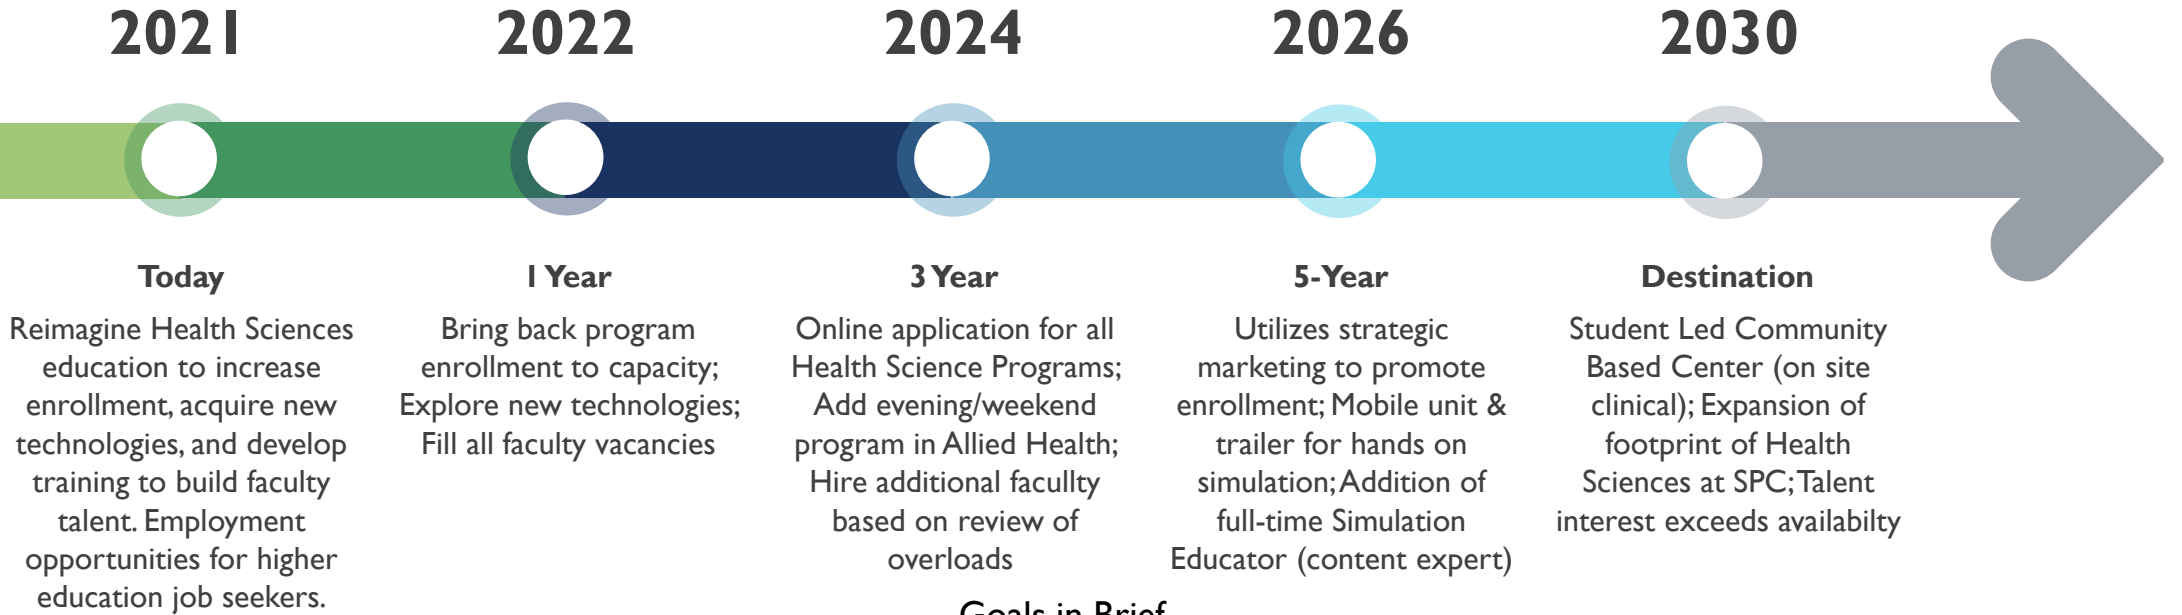 2021
2022
2024
2026
2030
Today
Reimagine Health Sciences
education to increase
enrollment, acquire new
technologies, and develop
training to build faculty
talent. Employment
opportunities for higher
education job seekers.
1 Year
Bring back program
enrollment to capacity;
Explore new technologies;
Fill all faculty vacancies
3 Year
Online application for all
Health Science Programs;
Add evening/weekend
program in Allied Health;
Hire additional facullty
based on review of
overloads
5-Year
Utilizes strategic
marketing to promote
enrollment; Mobile unit &
trailer for hands on
simulation; Addition of
full-time Simulation
Educator (content expert)
Destination
Student Led Community
Based Center (on site
clinical); Expansion of
footprint of Health
Sciences at SPC; Talent
interest exceeds availabilty
Goals in Brief